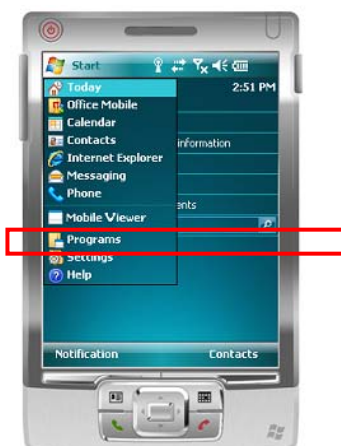 Start
Today
2:51 PM
Office Mobile
Calendar
Contacts
information
Internet Explorer
Messaging
Phone
ents
Mobile Viewer
Programs
Settings
Help
Notification Contacts